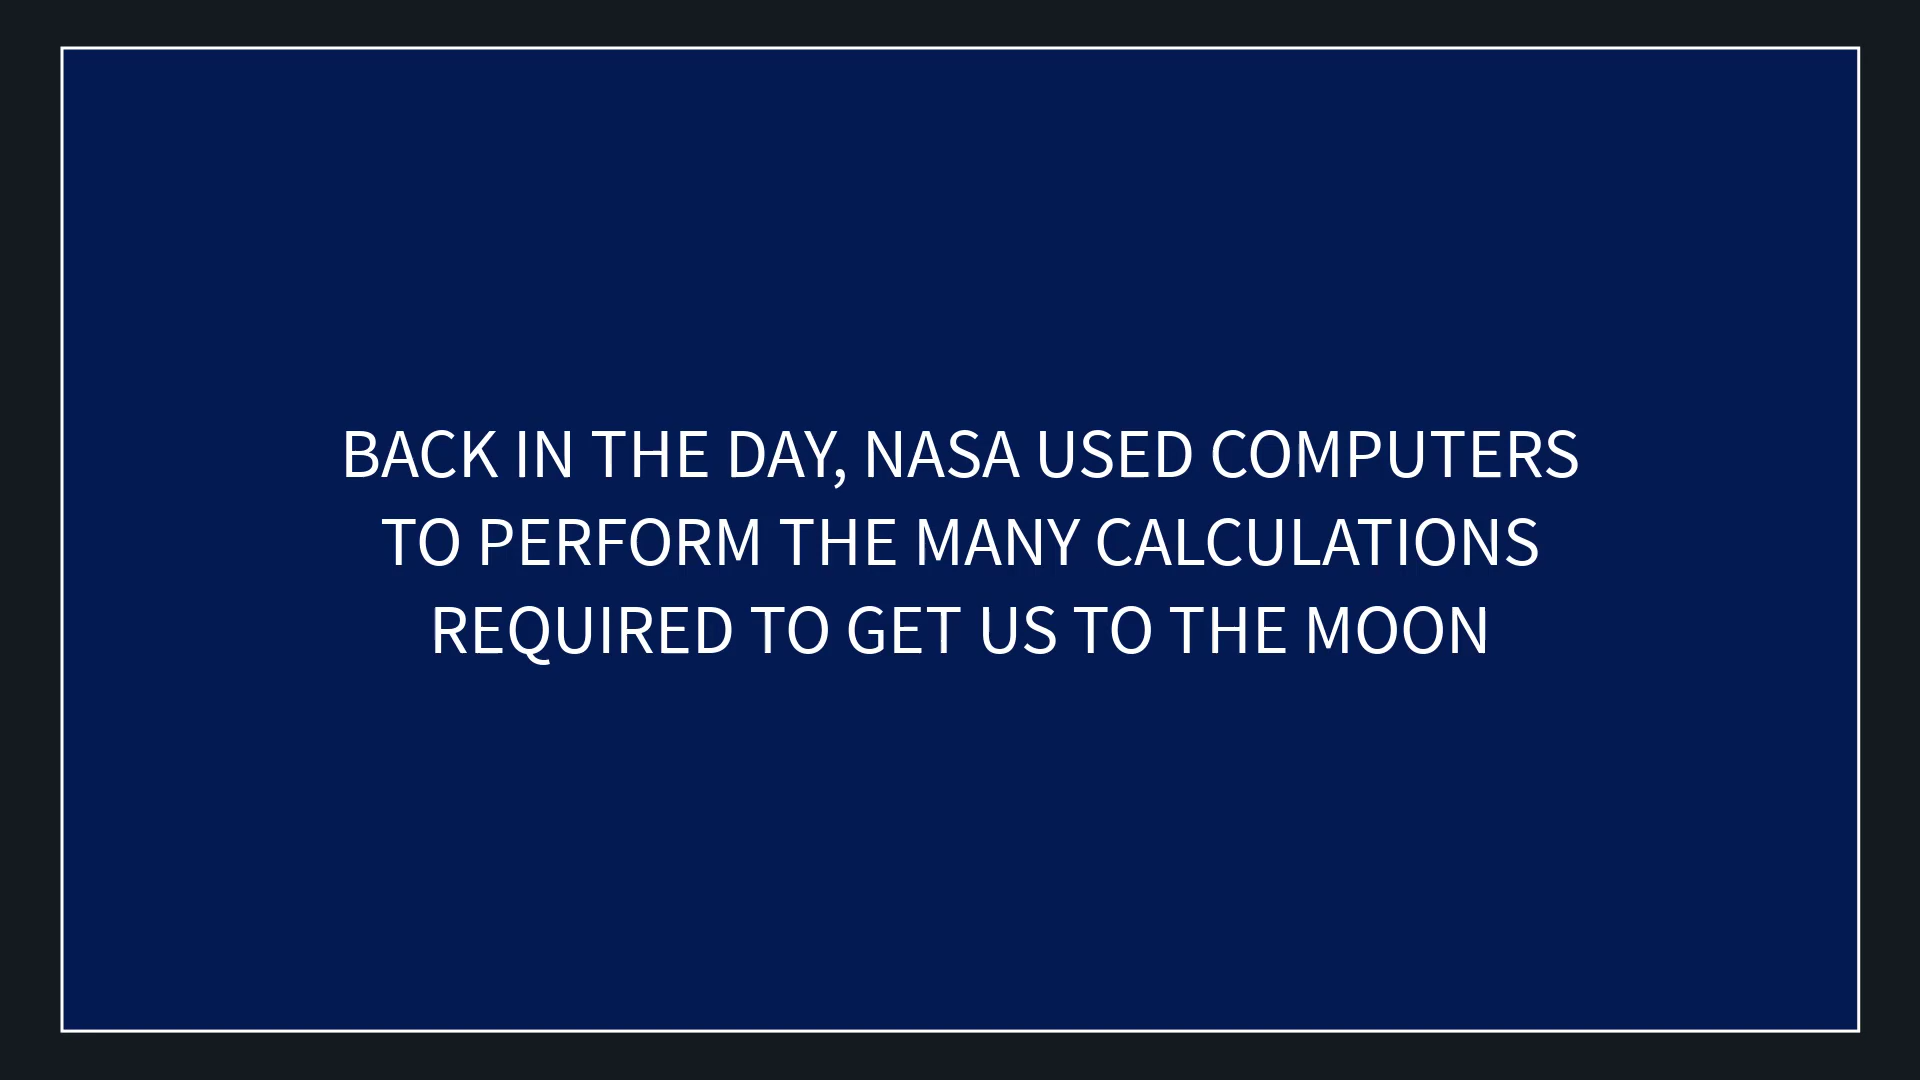 BACK IN THE DAY, NASA USED COMPUTERS
TO PERFORM THE MANY CALCULATIONS
REQUIRED TO GET US TO THE MOON